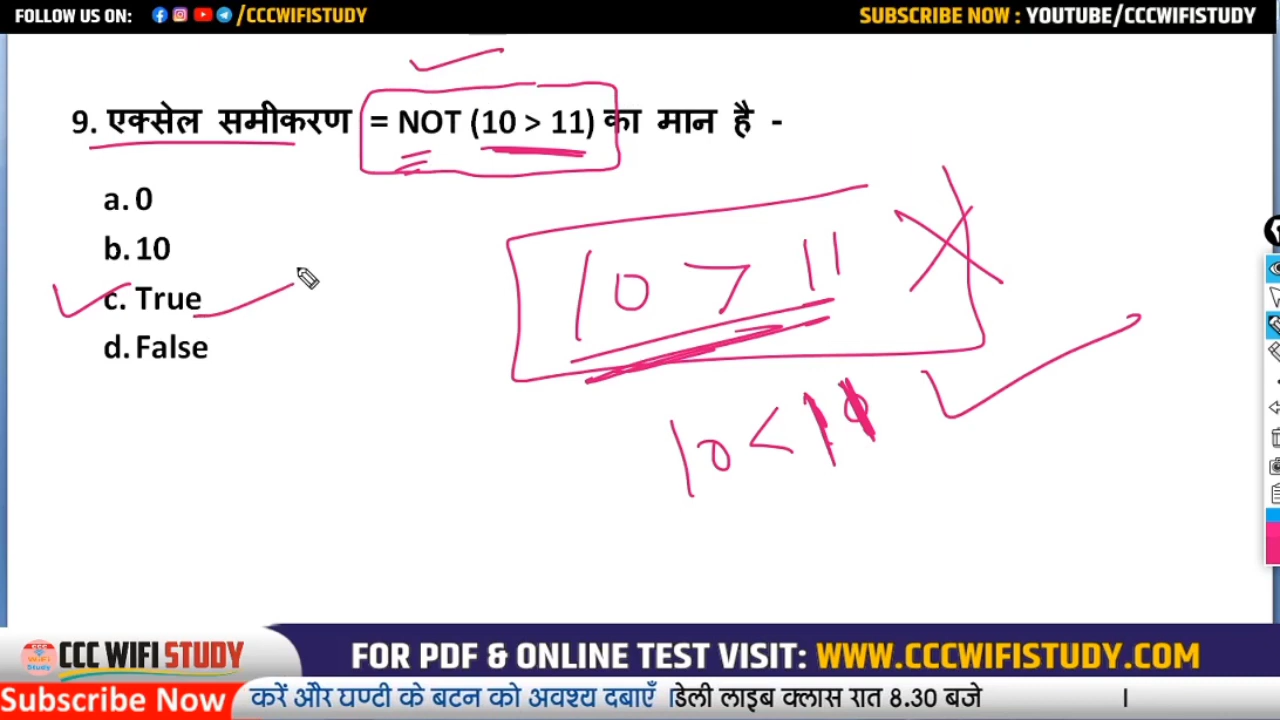 FOLLOW US ON: /CCCWIFISTUDY SUBSCRIBE NOW : YOUTUBE/CCCWIFISTUDY
9. एक्सेल समीकरण = NOT (10 > 11) का मान है -
a. 0
b. 10
c. True
d. False
10 > 11
10 <
CCC WIFI STUDY
FOR PDF & ONLINE TEST VISIT: WWW.CCCWIFISTUDY.COM
Subscribe Now करें और घण्टी के बटन को अवश्य दबाएँ ।डेली लाइब क्लास रात 8.30 बजे ।